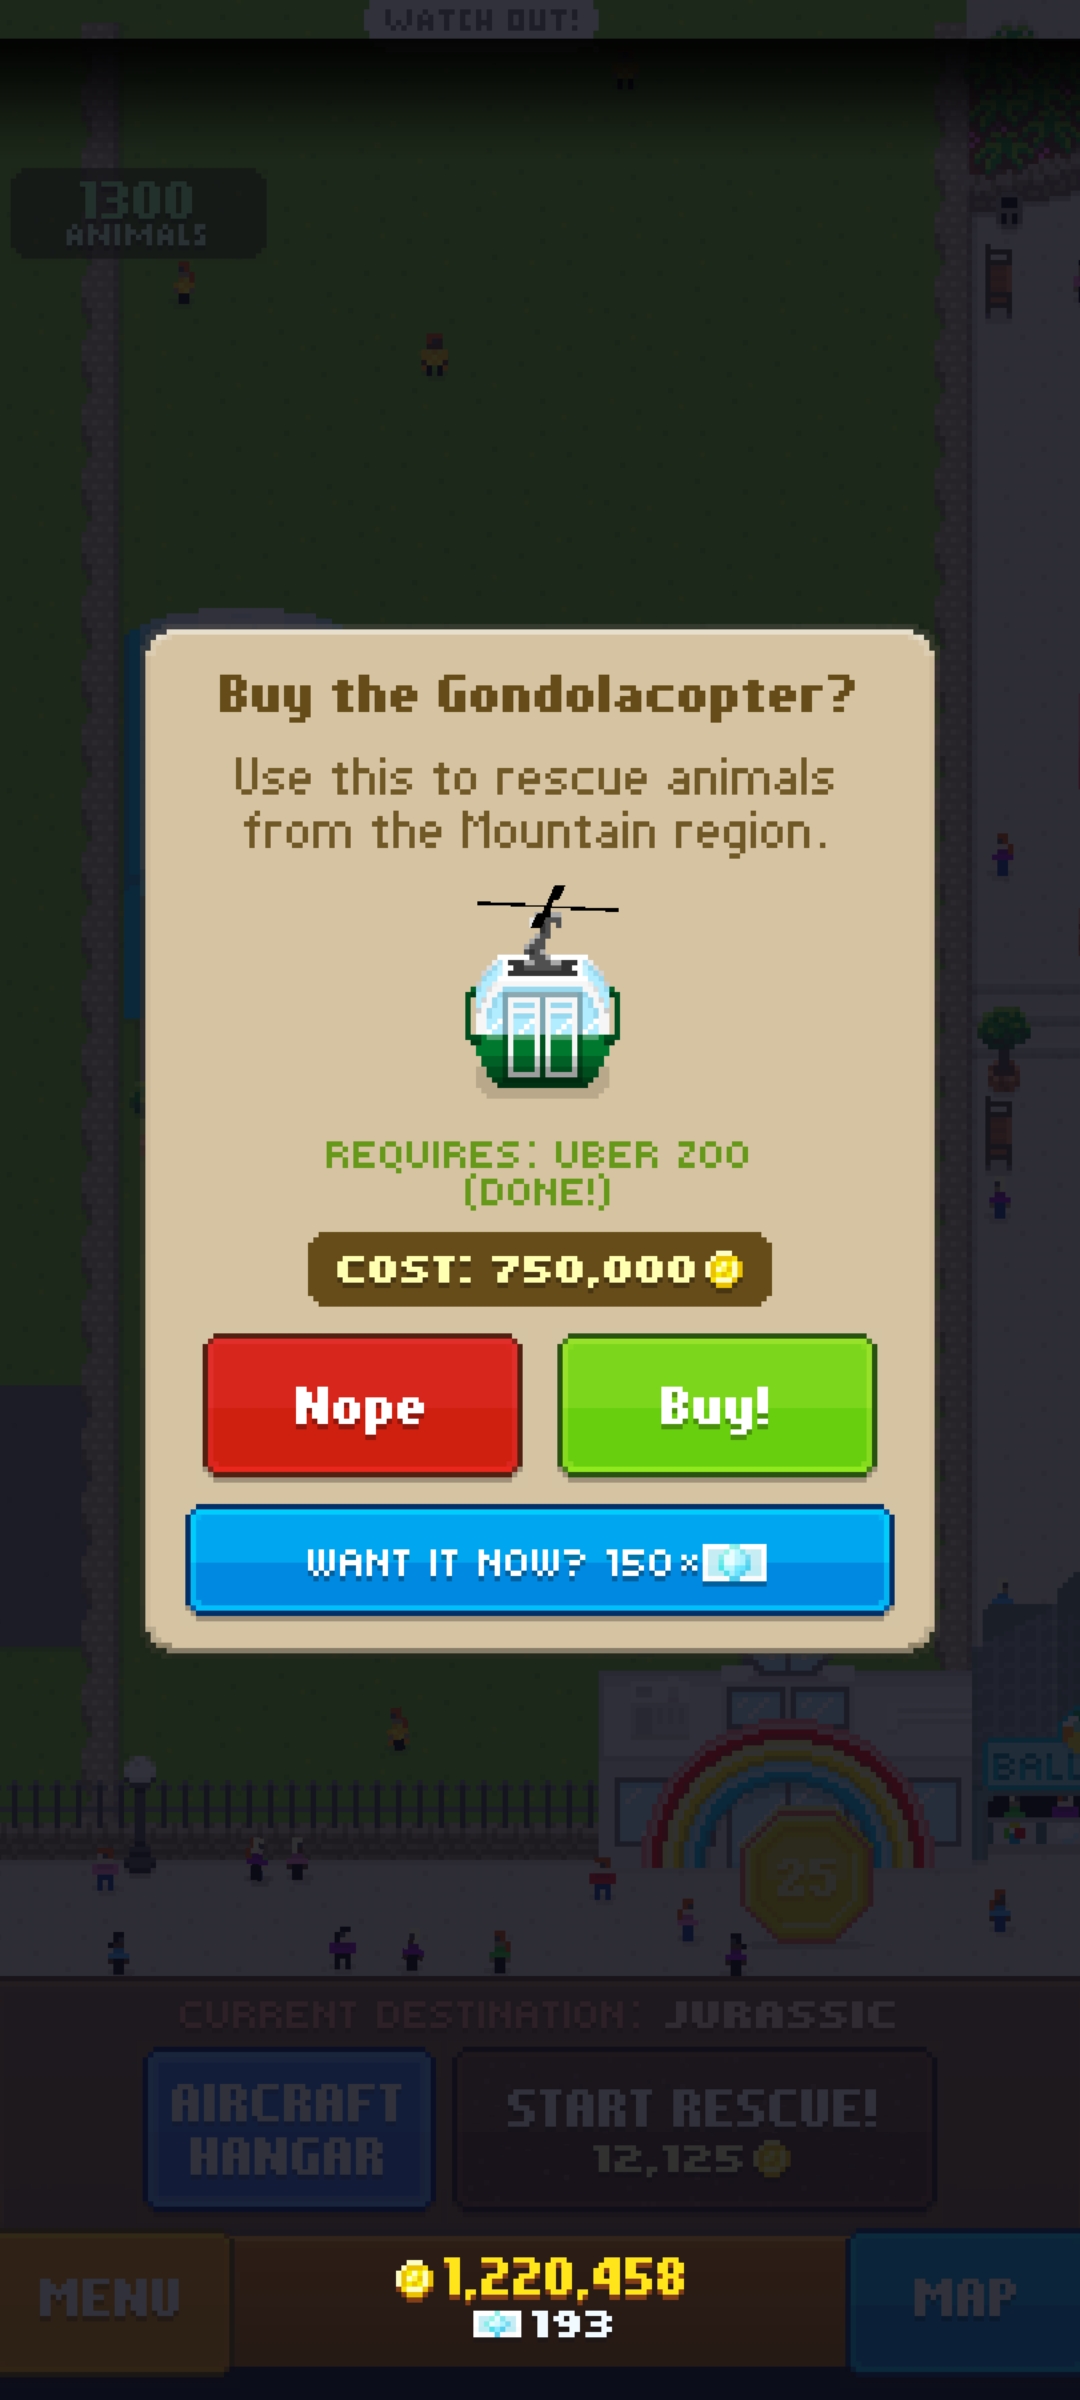 WATCH OUT!
1300
ANIMALS
Buy the Gondolacopter?
Use this to rescue animals
from the Mountain region.
REQUIRES: UBER ZOO
(DONE!)
COST: 750,000
Nope
Buy!
WANT IT NOW? 150×
BALL
25
CURRENT DESTINATION: JURASSIC
AIRCRAFT
HANGAR
START RESCUE!
12,125
MENU
1,220,458
193
MAP